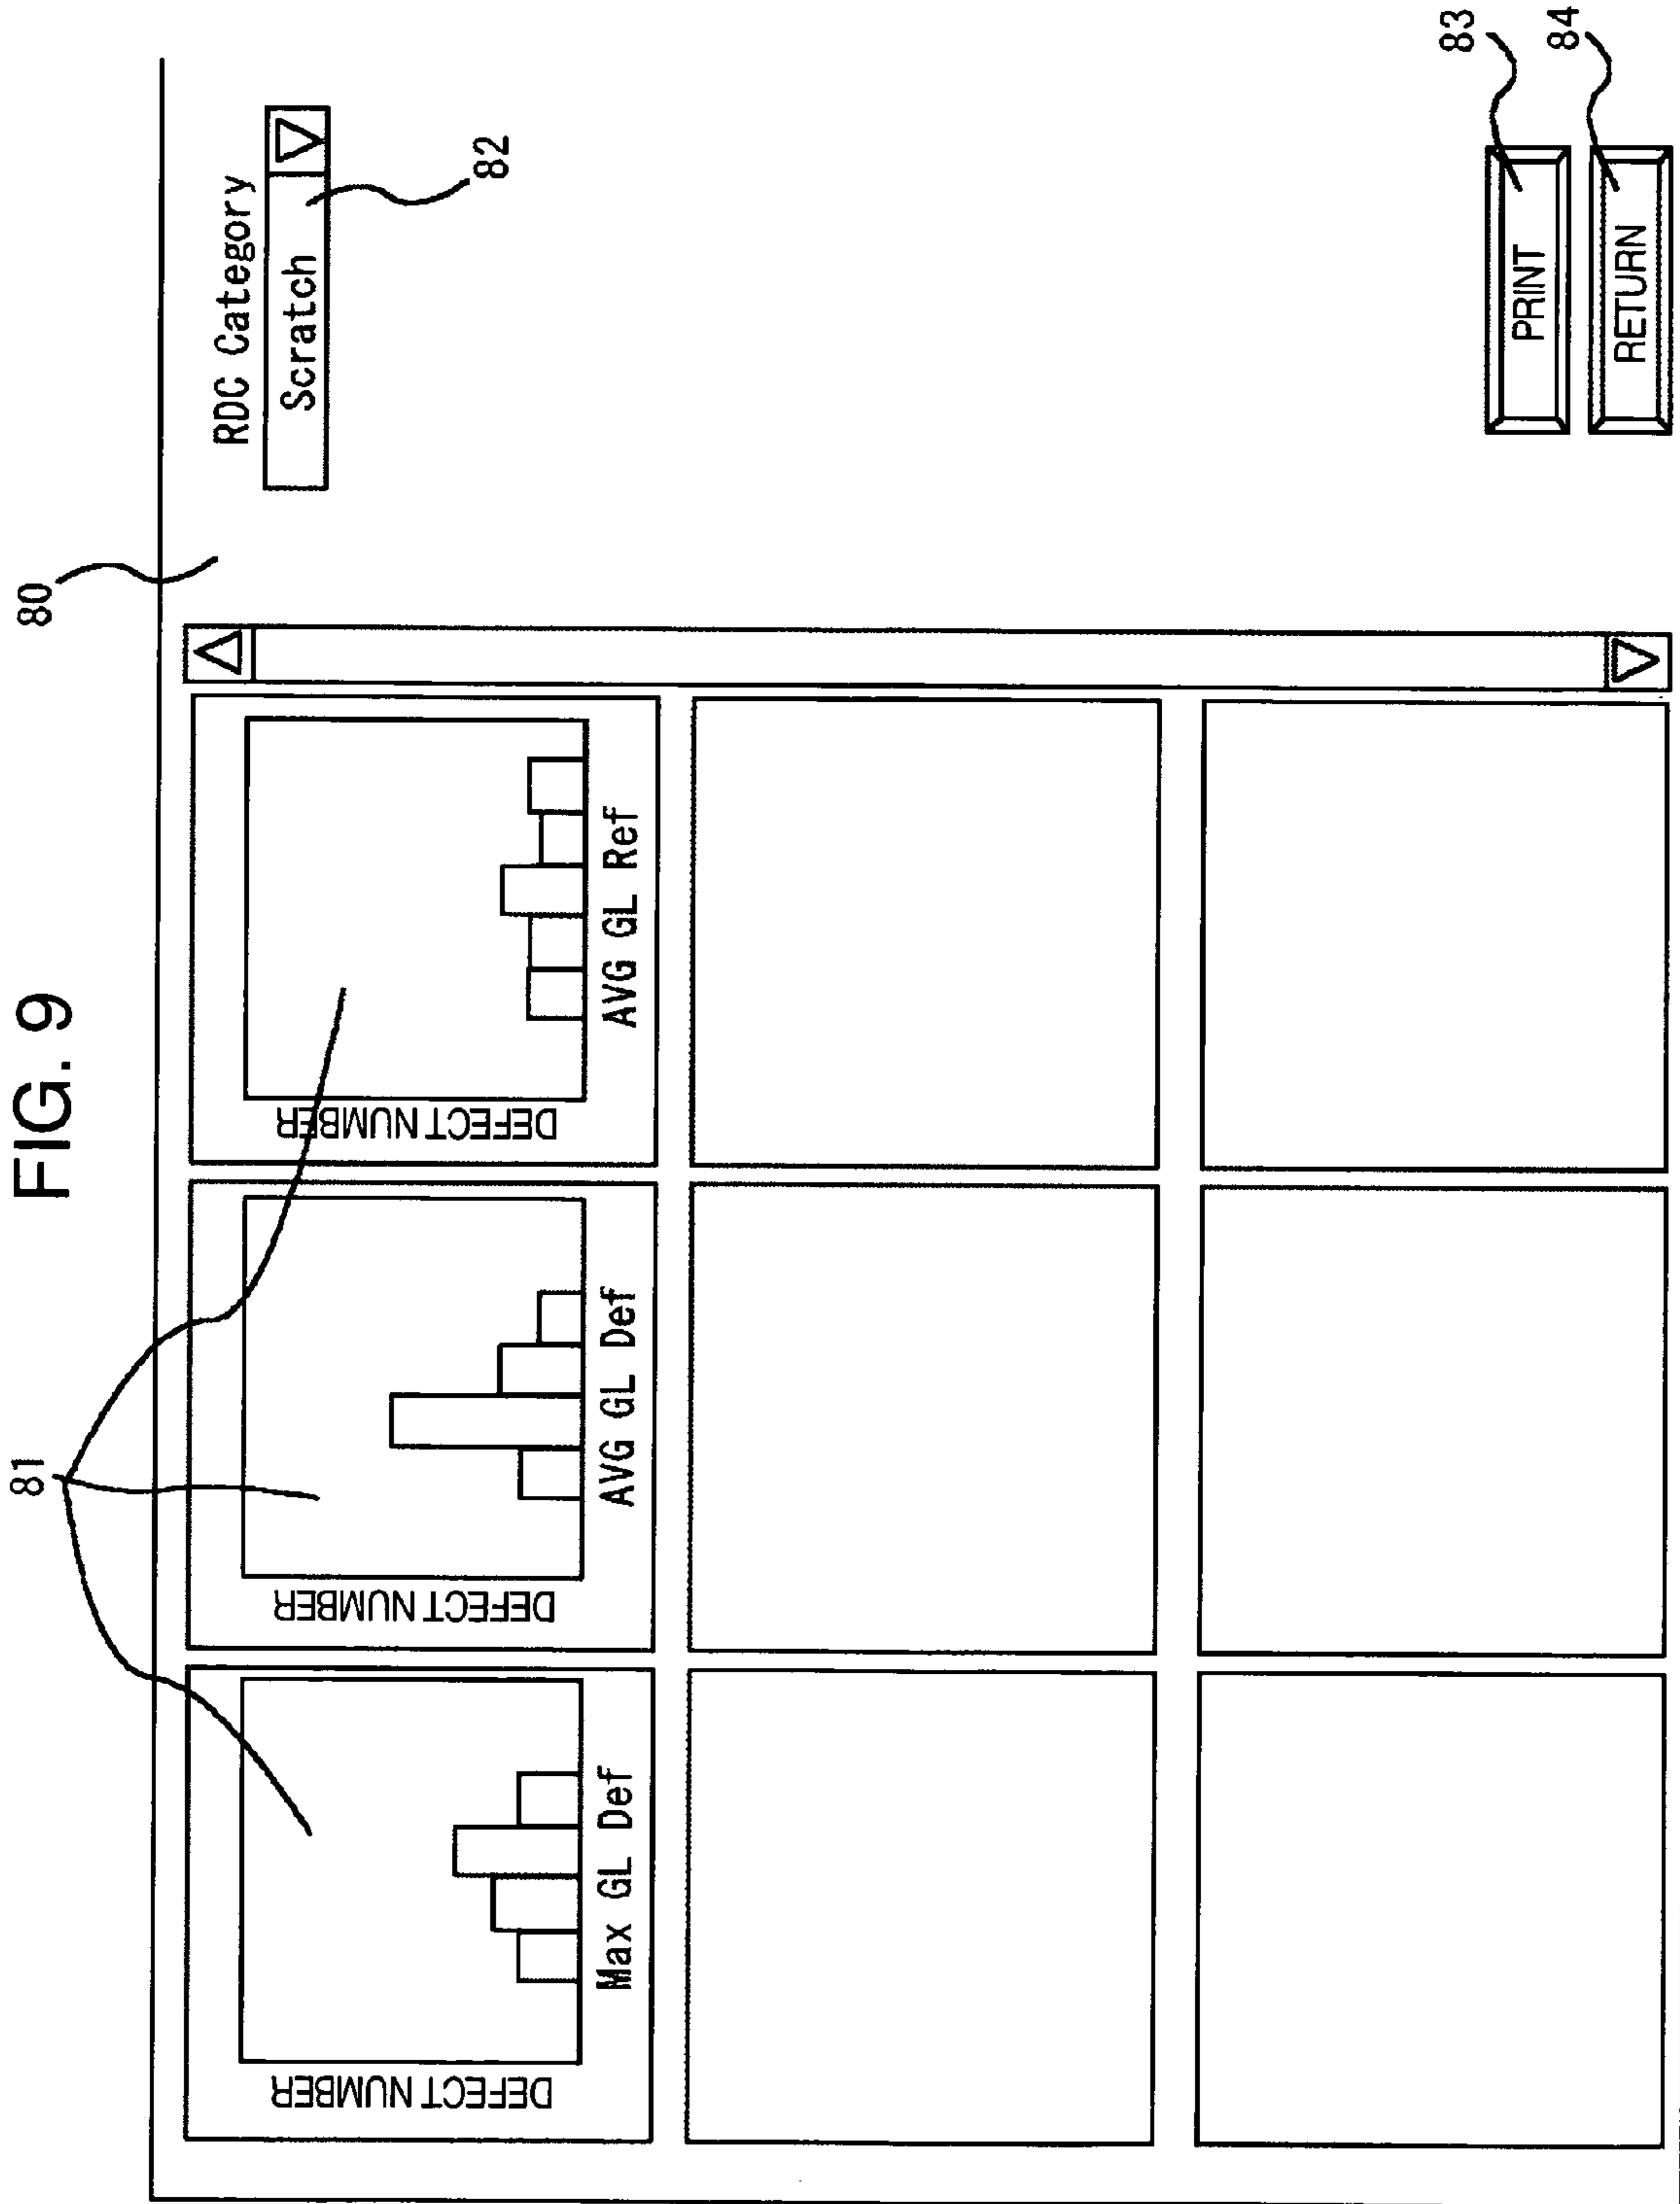 FIG. 9
81
80
RDC Category
Scratch
82
DEFECT NUMBER
Max GL Def
DEFECT NUMBER
AVG GL Def
DEFECT NUMBER
AVG GL Ref
PRINT
83
RETURN
84